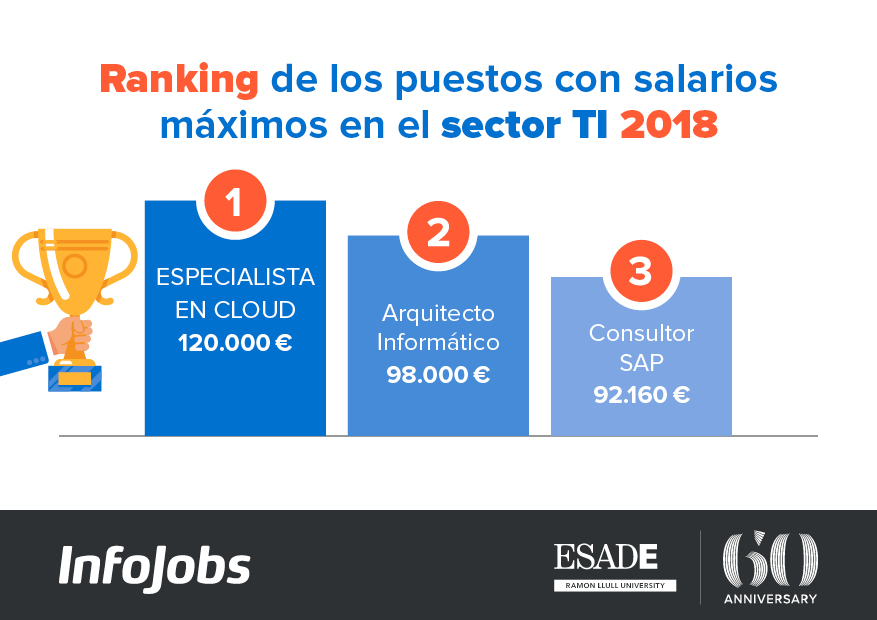 Ranking de los puestos con salarios
máximos en el sector TI 2018
1
ESPECIALISTA
EN CLOUD
120.000 €
2
Arquitecto
Informático
98.000 €
3
Consultor
SAP
92.160 €
InfoJobs
ESADE
RAMON LLULL UNIVERSITY
60
ANNIVERSARY